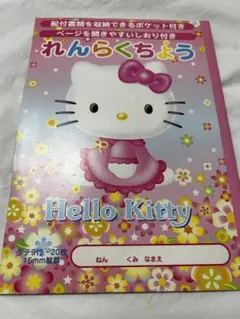 配付書類を収納できるポケット付き
ページを開きやすいしおり付き
れんらくちょう
Hello Kitty
タテ9行・20枚
15mm縦罫
ねん くみ なまえ